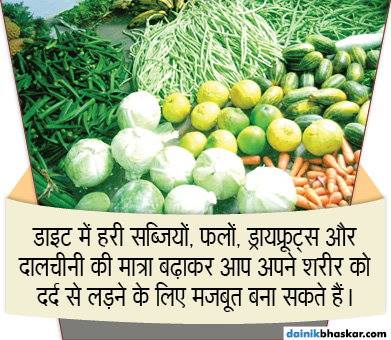 डाइट में हरी सब्जियों, फलों, ड्रायफ्रूट्स और
दालचीनी की मात्रा बढ़ाकर आप अपने शरीर को
दर्द से लड़ने के लिए मजबूत बना सकते हैं।
dainikbhaskar.com